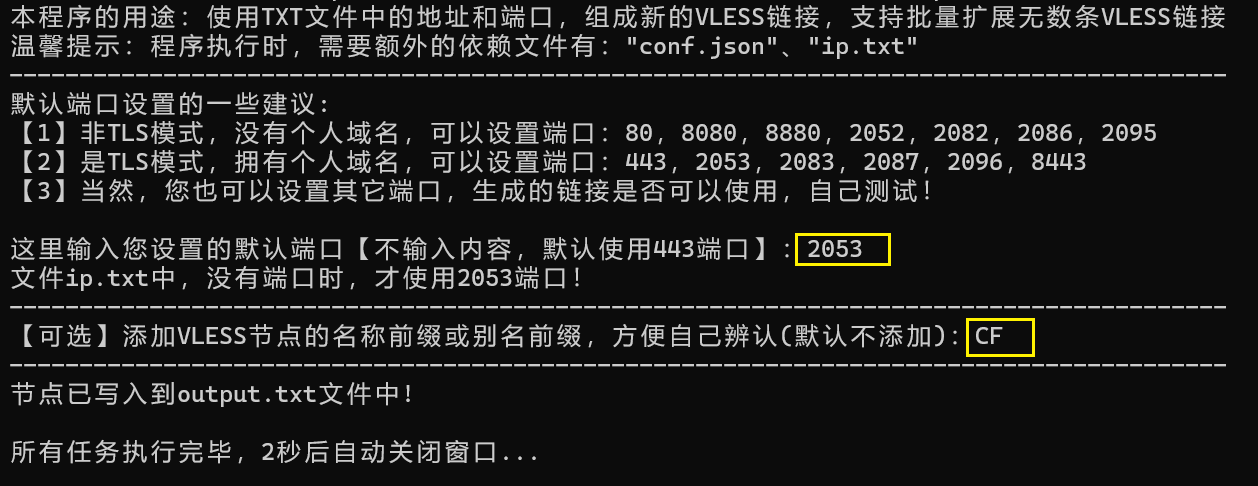 本程序的用途：使用TXT文件中的地址和端口，组成新的VLESS链接，支持批量扩展无数条VLESS链接
温馨提示：程序执行时，需要额外的依赖文件有："conf.json"、"ip.txt"
---------------------------------------------------------------------------------------
默认端口设置的一些建议：
【1】非TLS模式，没有个人域名，可以设置端口：80，8080，8880，2052，2082，2086，2095
【2】是TLS模式，拥有个人域名，可以设置端口：443，2053，2083，2087，2096，8443
【3】当然，您也可以设置其它端口，生成的链接是否可以使用，自己测试！
这里输入您设置的默认端口【不输入内容，默认使用443端口】：2053
文件ip.txt中，没有端口时，才使用2053端口！
---------------------------------------------------------------------------------------
【可选】添加VLESS节点的名称前缀或别名前缀，方便自己辨认(默认不添加)：CF
---------------------------------------------------------------------------------------
节点已写入到output.txt文件中！
所有任务执行完毕，2秒后自动关闭窗口...